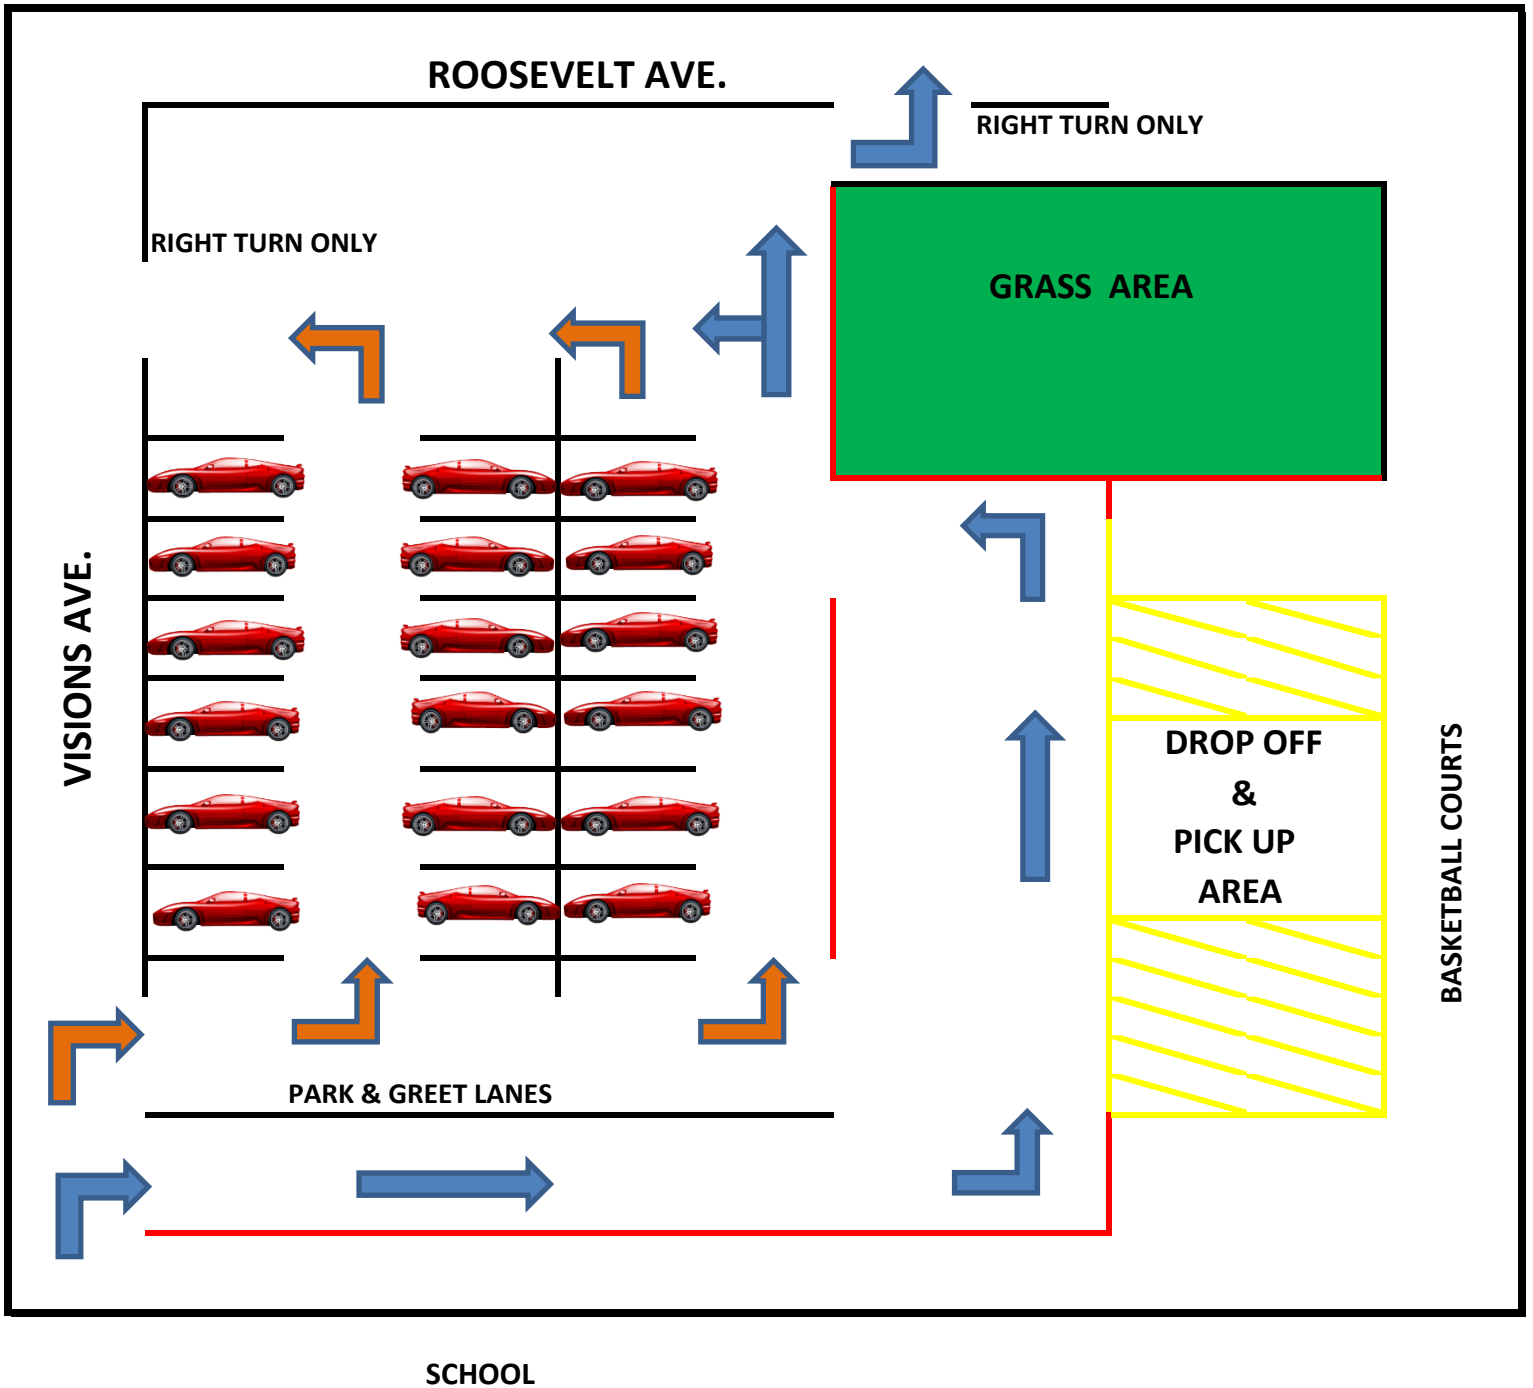 ROOSEVELT AVE.
RIGHT TURN ONLY
RIGHT TURN ONLY
GRASS AREA
VISIONS AVE.
DROP OFF
&
PICK UP
AREA
BASKETBALL COURTS
PARK & GREET LANES
SCHOOL